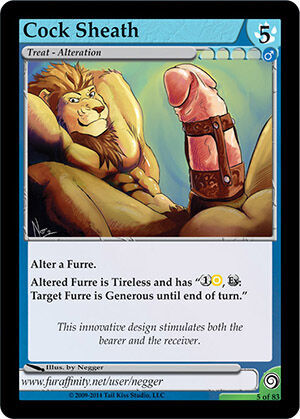 Cock Sheath
5
Treat - Alteration
Alter a Furre.
Altered Furre is Tireless and has “1, :
Target Furre is Generous until end of turn.”
This innovative design stimulates both the
bearer and the receiver.
Illus. by Negger
www.furaffinity.net/user/negger
5 of 83
©2009-2014 Tail Kiss Studio, LLC